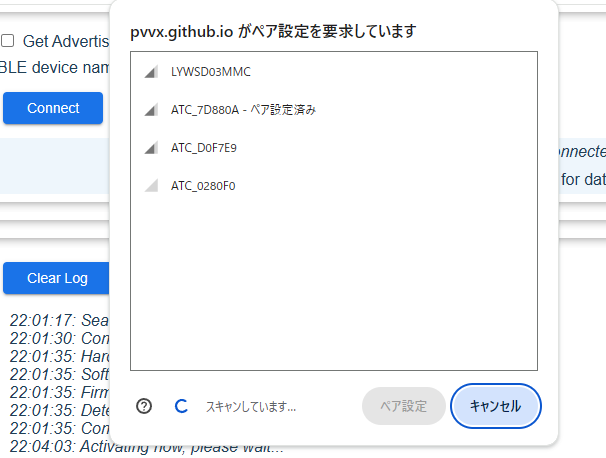 pvvx.github.io がペア設定を要求しています
Get Advertis
BLE device nam
Connect
LYWSD03MMC
ATC_7D880A - ペア設定済み
ATC_D0F7E9
ATC_0280F0
onnecte
for dat
Clear Log
22:01:17: Sea
22:01:30: Con
22:01:35: Hard
22:01:35: Soft
22:01:35: Firm
22:01:35: Dete
22:01:35: Con
22:04:03: Activating now, please wait...
スキャンしています...
ペア設定
キャンセル